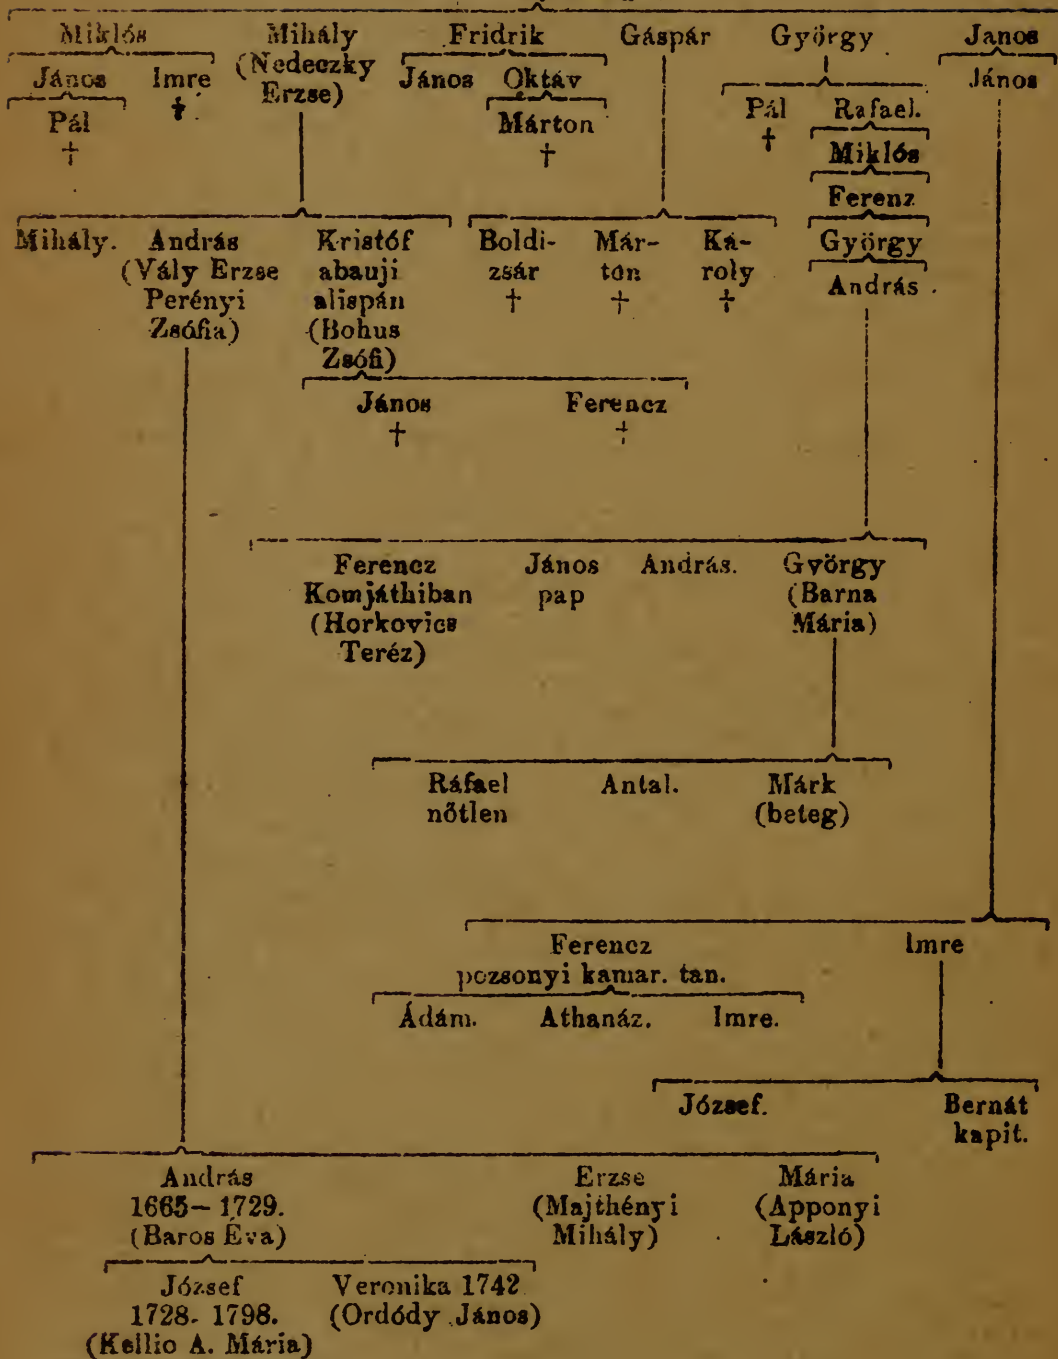 Miklós Mihály Fridrik Gáspár György Janos
János Imre (Nedeczky János Oktáv János
† Erzse)
Pál Márton Pál Rafael.
† † † Miklós
Ferenz
Mihály. András Kristóf Boldi- Már- Ká- György
(Vály Erzse abauji zsár ton roly András.
Perényi alispán † † †
Zsófia) (Bohus
Zsófi)
János Ferencz
† †
Ferencz János András. György
Komjáthiban pap (Barna
(Horkovics Mária)
Teréz)
Ráfael Antal. Márk
nőtlen (beteg)
Ferencz Imre
pozsonyi kamar. tan.
Ádám. Athanáz. Imre.
József. Bernát
kapit.
András Erzse Mária
1665– 1729. (Majthényi (Apponyi
(Baros Éva) Mihály) László)
József Veronika 1742
1728- 1798. (Ordódy János)
(Kellio A. Mária)